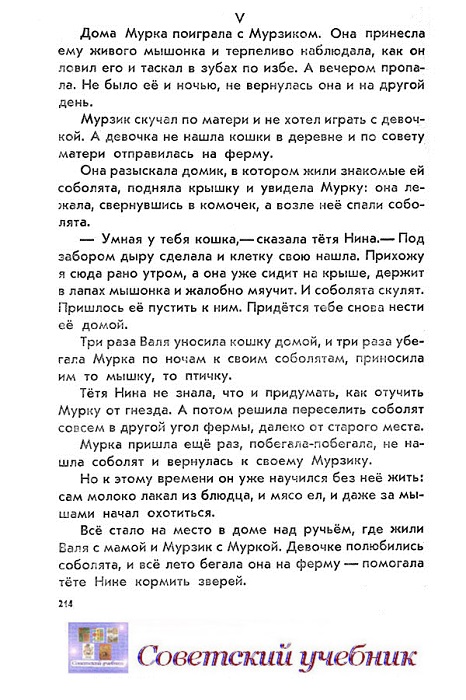 V
Дома Мурка поиграла с Мурзиком. Она принесла
ему живого мышонка и терпеливо наблюдала, как он
ловил его и таскал в зубах по избе. А вечером пропа-
ла. Не было её и ночью, не вернулась она и на другой
день.
Мурзик скучал по матери и не хотел играть с девоч-
кой. А девочка не нашла кошки в деревне и по совету
матери отправилась на ферму.
Она разыскала домик, в котором жили знакомые ей
соболята, подняла крышку и увидела Мурку: она ле-
жала, свернувшись в комочек, а возле неё спали собо-
лята.
— Умная у тебя кошка,— сказала тётя Нина.— Под
забором дыру сделала и клетку свою нашла. Прихожу
я сюда рано утром, а она уже сидит на крыше, держит
в лапах мышонка и жалобно мяучит. И соболята скулят.
Пришлось её пустить к ним. Придётся тебе снова нести
её домой.
Три раза Валя уносила кошку домой, и три раза убе-
гала Мурка по ночам к своим соболятам, приносила
им то мышку, то птичку.
Тётя Нина не знала, что и придумать, как отучить
Мурку от гнезда. А потом решила переселить соболят
совсем в другой угол фермы, далеко от старого места.
Мурка пришла ещё раз, побегала-побегала, не на-
шла соболят и вернулась к своему Мурзику.
Но к этому времени он уже научился без неё жить:
сам молоко лакал из блюдца, и мясо ел, и даже за мы-
шами начал охотиться.
Всё стало на место в доме над ручьём, где жили
Валя с мамой и Мурзик с Муркой. Девочке полюбились
соболята, и всё лето бегала она на ферму — помогала
тёте Нине кормить зверей.
214
Советский учебник
Советский учебник